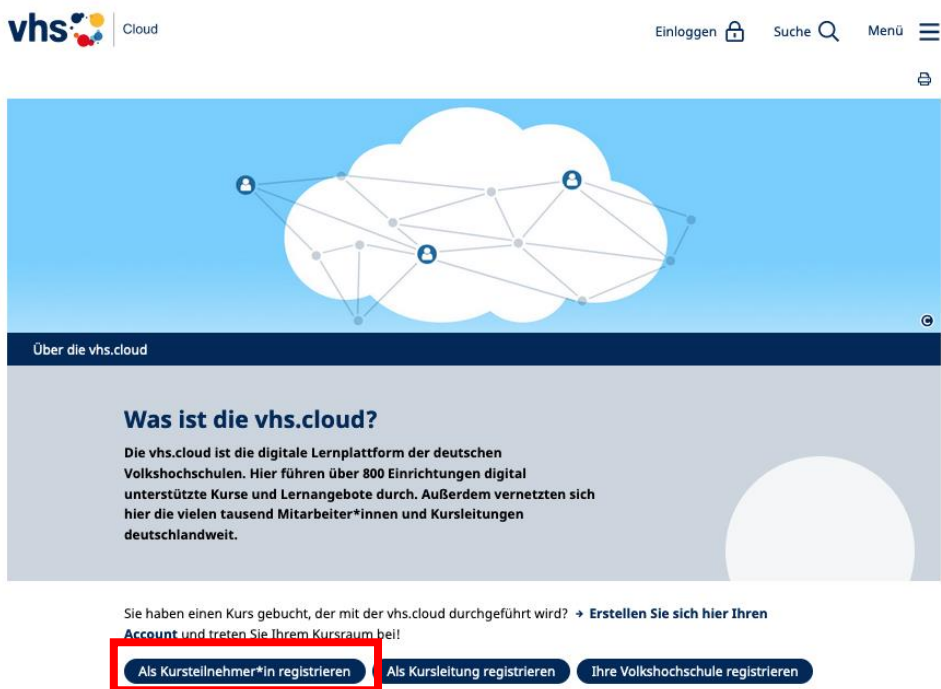 vhs Cloud Einloggen Suche Menü
©
Über die vhs.cloud
Was ist die vhs.cloud?
Die vhs.cloud ist die digitale Lernplattform der deutschen
Volkshochschulen. Hier führen über 800 Einrichtungen digital
unterstützte Kurse und Lernangebote durch. Außerdem vernetzten sich
hier die vielen tausend Mitarbeiter*innen und Kursleitungen
deutschlandweit.
Sie haben einen Kurs gebucht, der mit der vhs.cloud durchgeführt wird? → Erstellen Sie sich hier Ihren
Account und treten Sie Ihrem Kursraum bei!
Als Kursteilnehmer*in registrieren Als Kursleitung registrieren Ihre Volkshochschule registrieren